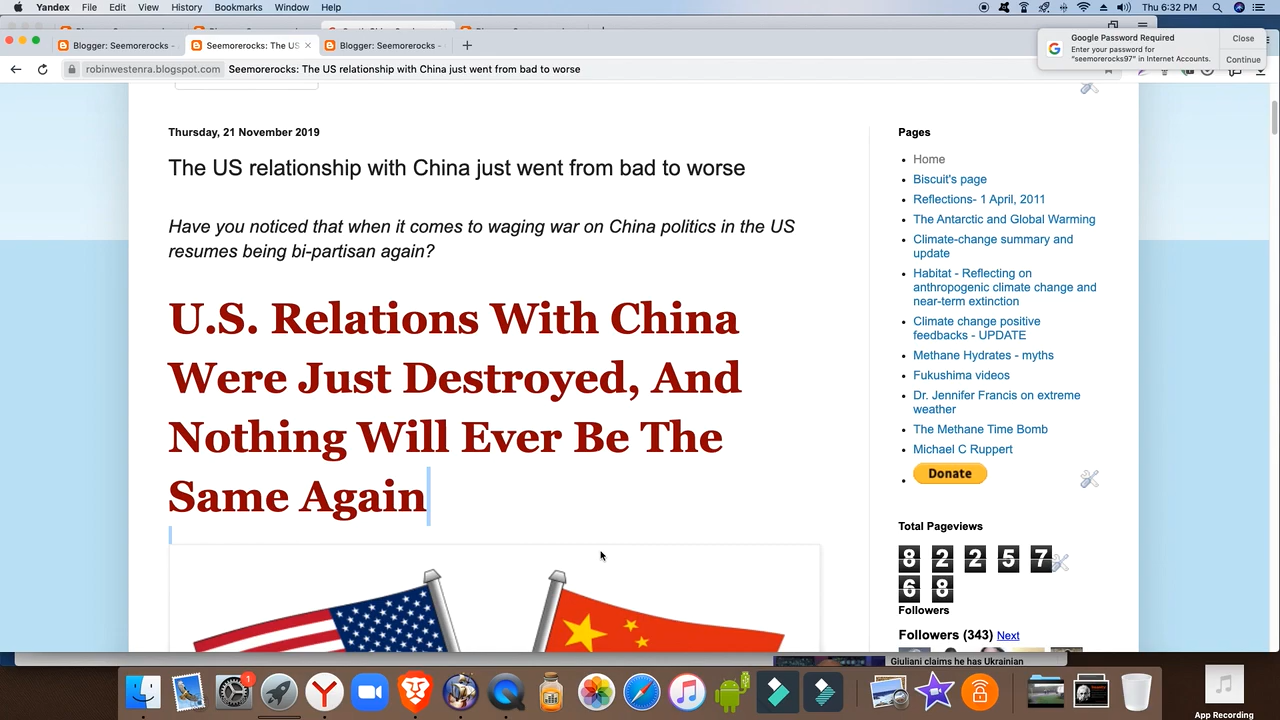 Yandex File Edit View History Bookmarks Window Help Thu 6:32 PM
Blogger: Seemorerocks - Seemorerocks: The US Blogger: Seemorerocks -
Google Password Required
Enter your password for
"seemorerocks97" in Internet Accounts.
Close
Continue
robinwestenra.blogspot.com Seemorerocks: The US relationship with China just went from bad to worse
Thursday, 21 November 2019
The US relationship with China just went from bad to worse
Have you noticed that when it comes to waging war on China politics in the US
resumes being bi-partisan again?
U.S. Relations With China
Were Just Destroyed, And
Nothing Will Ever Be The
Same Again
Pages
Home
Biscuit's page
Reflections- 1 April, 2011
The Antarctic and Global Warming
Climate-change summary and
update
Habitat - Reflecting on
anthropogenic climate change and
near-term extinction
Climate change positive
feedbacks - UPDATE
Methane Hydrates - myths
Fukushima videos
Dr. Jennifer Francis on extreme
weather
The Methane Time Bomb
Michael C Ruppert
Donate
Total Pageviews
8 2 2 5 7
6 8
Followers
Followers (343) Next
Giuliani claims he has Ukrainian
1
App Recording